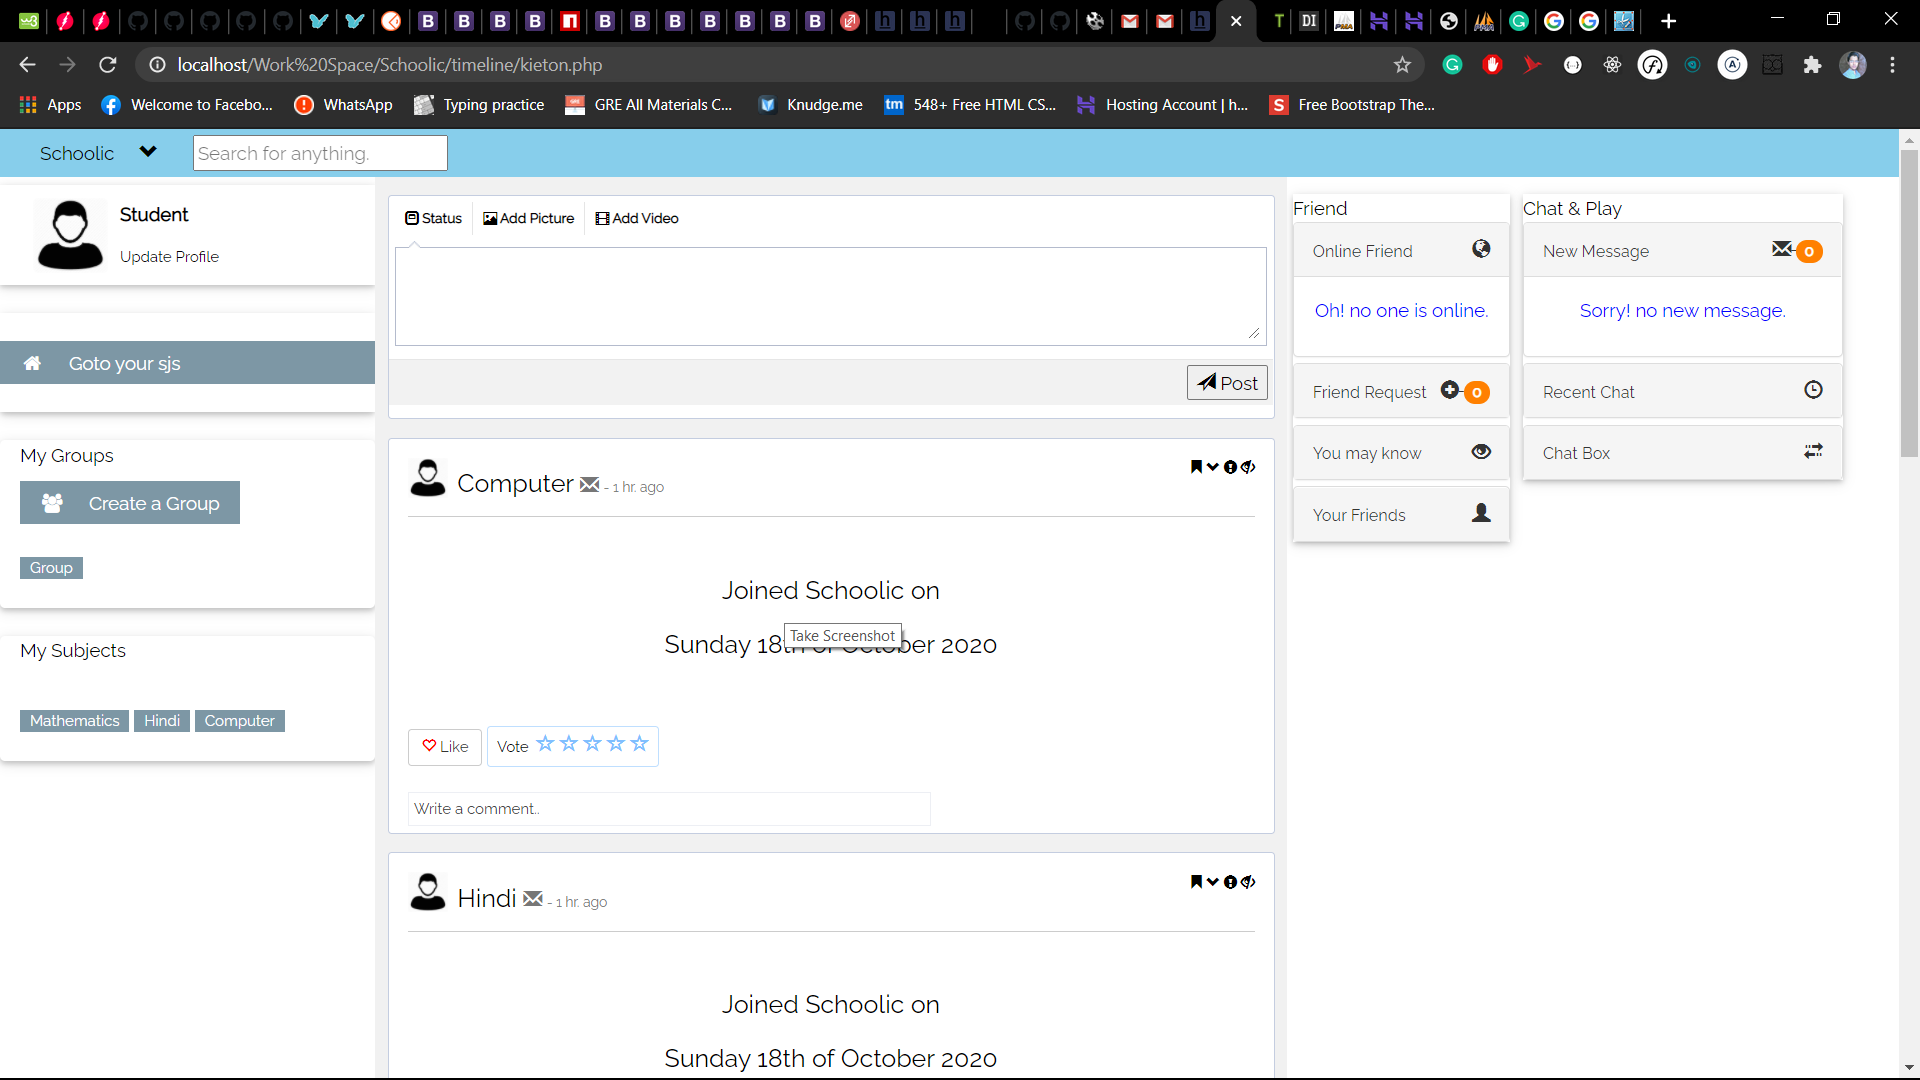 localhost/Work%20Space/Schoolic/timeline/kieton.php
Apps
Welcome to Facebo...
WhatsApp
Typing practice
GRE All Materials C...
Knudge.me
548+ Free HTML CS...
Hosting Account | h...
Free Bootstrap The...
Schoolic
Search for anything.
Student
Update Profile
Goto your sjs
My Groups
Create a Group
Group
My Subjects
Mathematics
Hindi
Computer
Status
Add Picture
Add Video
Post
Computer - 1 hr. ago
Joined Schoolic on
Sunday 18th of October 2020
Take Screenshot
Like
Vote
Write a comment..
Hindi - 1 hr. ago
Joined Schoolic on
Sunday 18th of October 2020
Friend
Online Friend
Oh! no one is online.
Friend Request 0
You may know
Your Friends
Chat & Play
New Message 0
Sorry! no new message.
Recent Chat
Chat Box